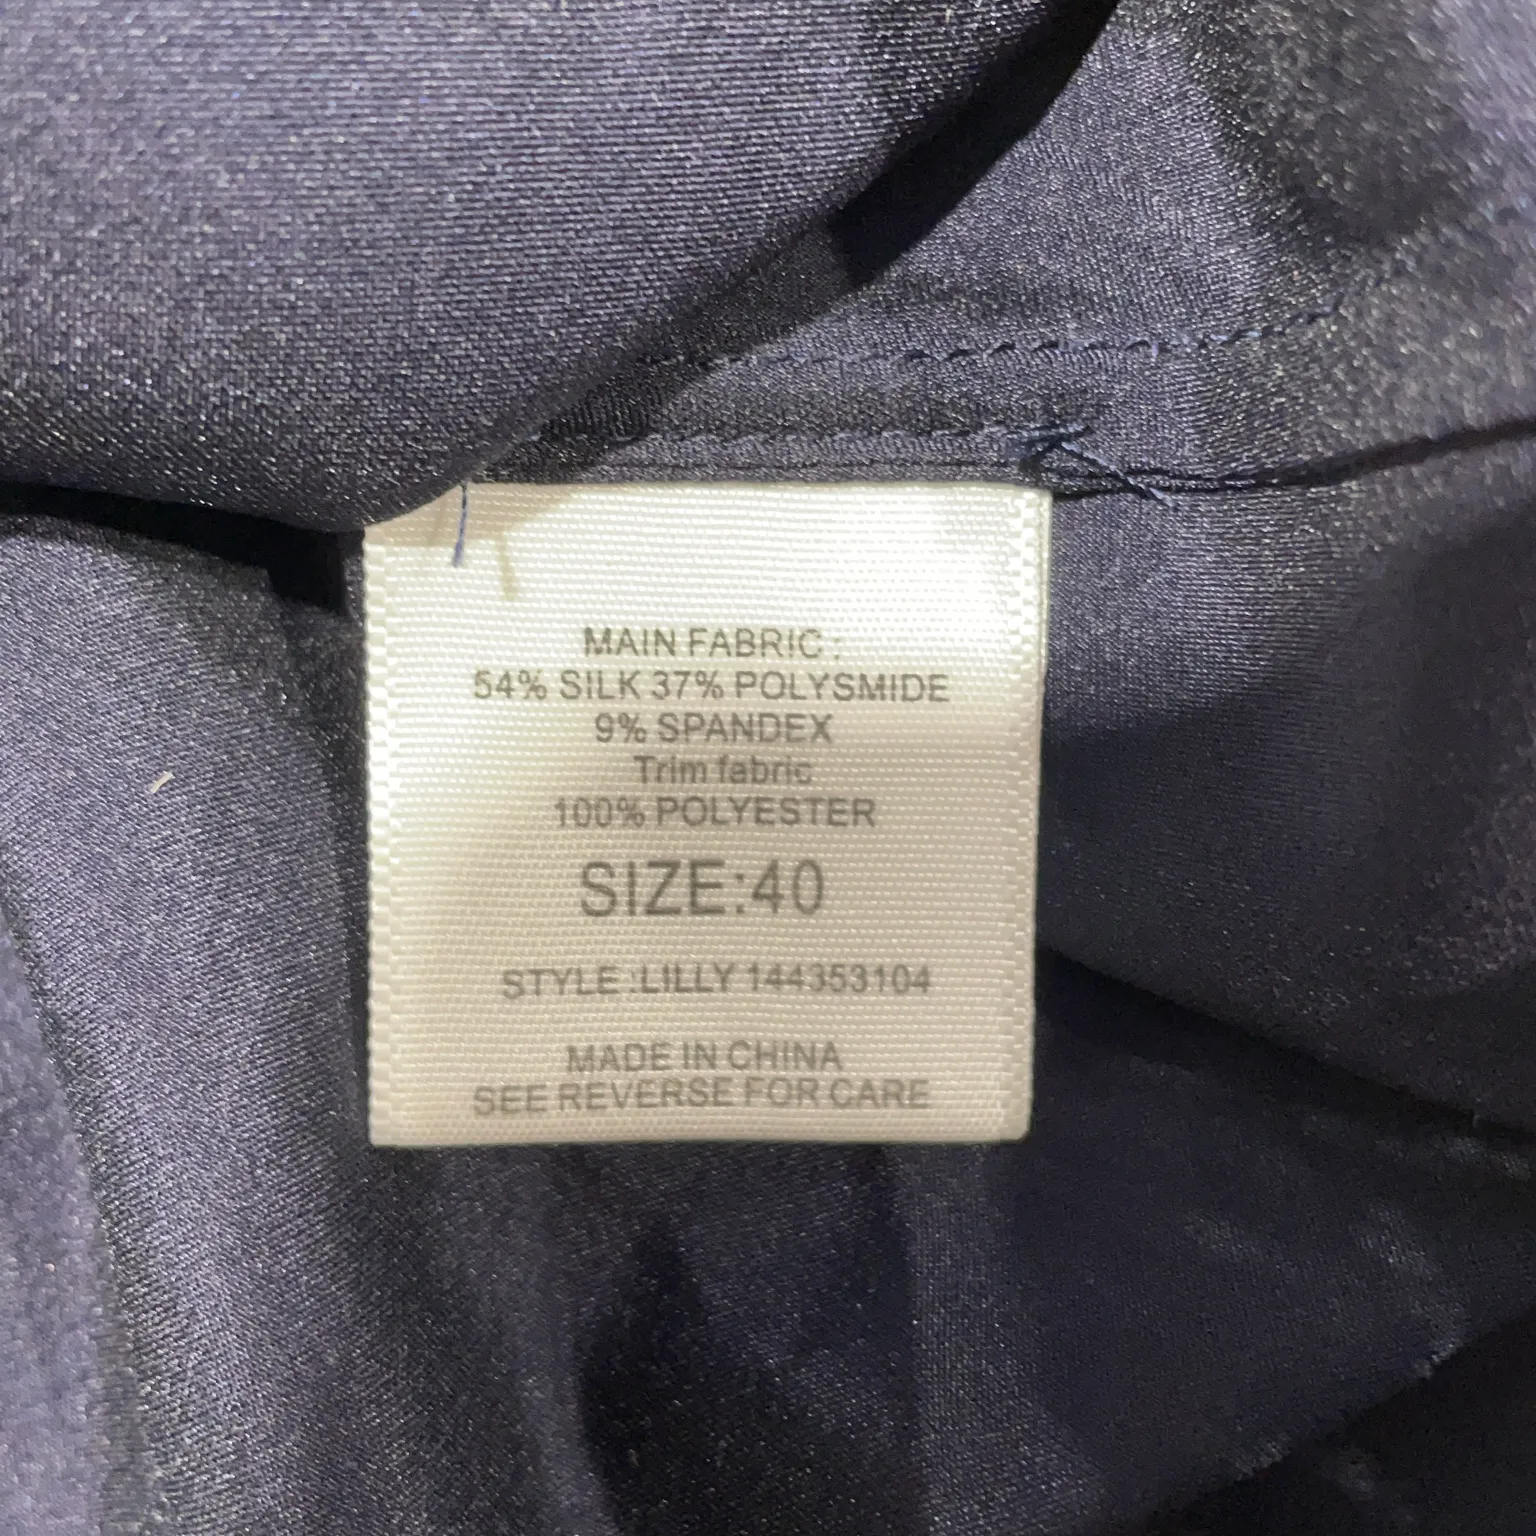 MAIN FABRIC :
54% SILK 37% POLYSMIDE
9% SPANDEX
Trim fabric
100% POLYESTER
SIZE:40
STYLE :LILLY 144353104
MADE IN CHINA
SEE REVERSE FOR CARE